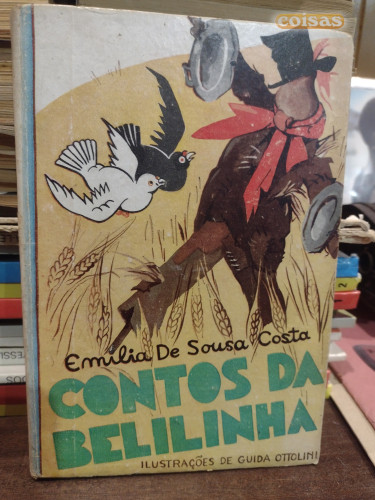 coisas
Emília De Sousa Costa
CONTOS DA
BELILINHA
ILUSTRAÇÕES DE GUIDA OTTOLINI